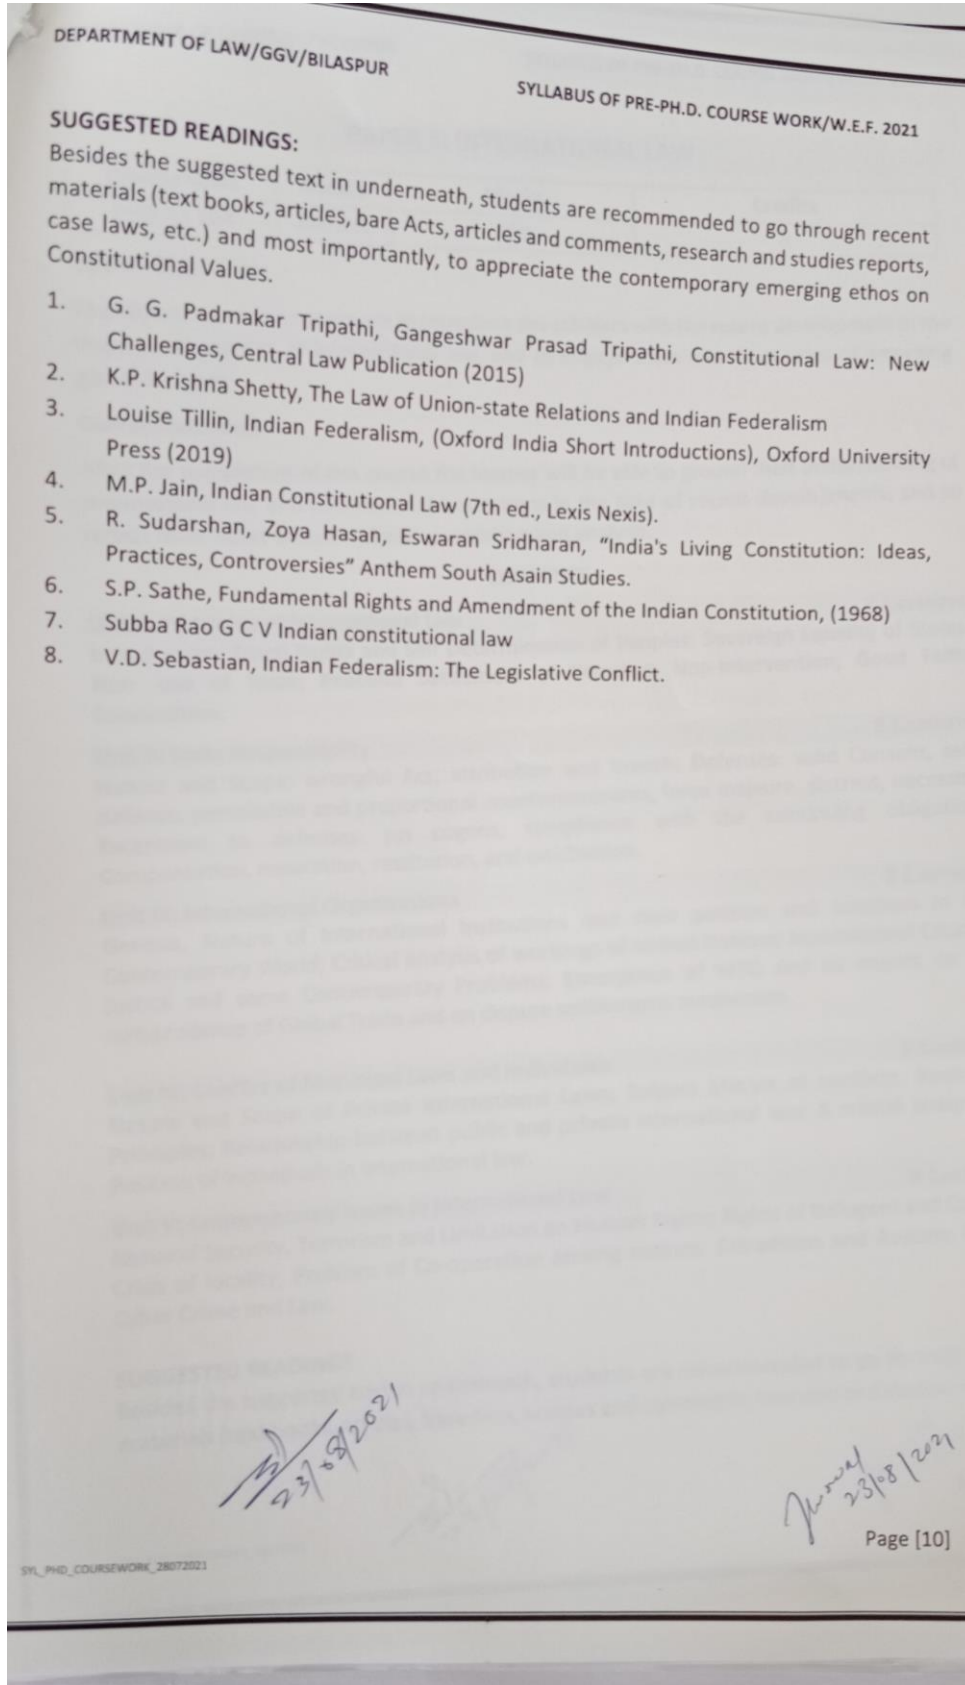 DEPARTMENT OF LAW/GGV/BILASPUR
SYLLABUS OF PRE-PH.D. COURSE WORK/W.E.F. 2021
SUGGESTED READINGS:
Besides the suggested text in underneath, students are recommended to go through recent
materials (text books, articles, bare Acts, articles and comments, research and studies reports,
case laws, etc.) and most importantly, to appreciate the contemporary emerging ethos on
Constitutional Values.
1. G. G. Padmakar Tripathi, Gangeshwar Prasad Tripathi, Constitutional Law: New
Challenges, Central Law Publication (2015)
2. K.P. Krishna Shetty, The Law of Union-state Relations and Indian Federalism
3. Louise Tillin, Indian Federalism, (Oxford India Short Introductions), Oxford University
Press (2019)
4. M.P. Jain, Indian Constitutional Law (7th ed., Lexis Nexis).
5. R. Sudarshan, Zoya Hasan, Eswaran Sridharan, "India's Living Constitution: Ideas,
Practices, Controversies” Anthem South Asain Studies.
6. S.P. Sathe, Fundamental Rights and Amendment of the Indian Constitution, (1968)
7. Subba Rao G C V Indian constitutional law
8. V.D. Sebastian, Indian Federalism: The Legislative Conflict.
23/08/2021
23/08/2021
Page [10]
SYL_PHD_COURSEWORK_28072021